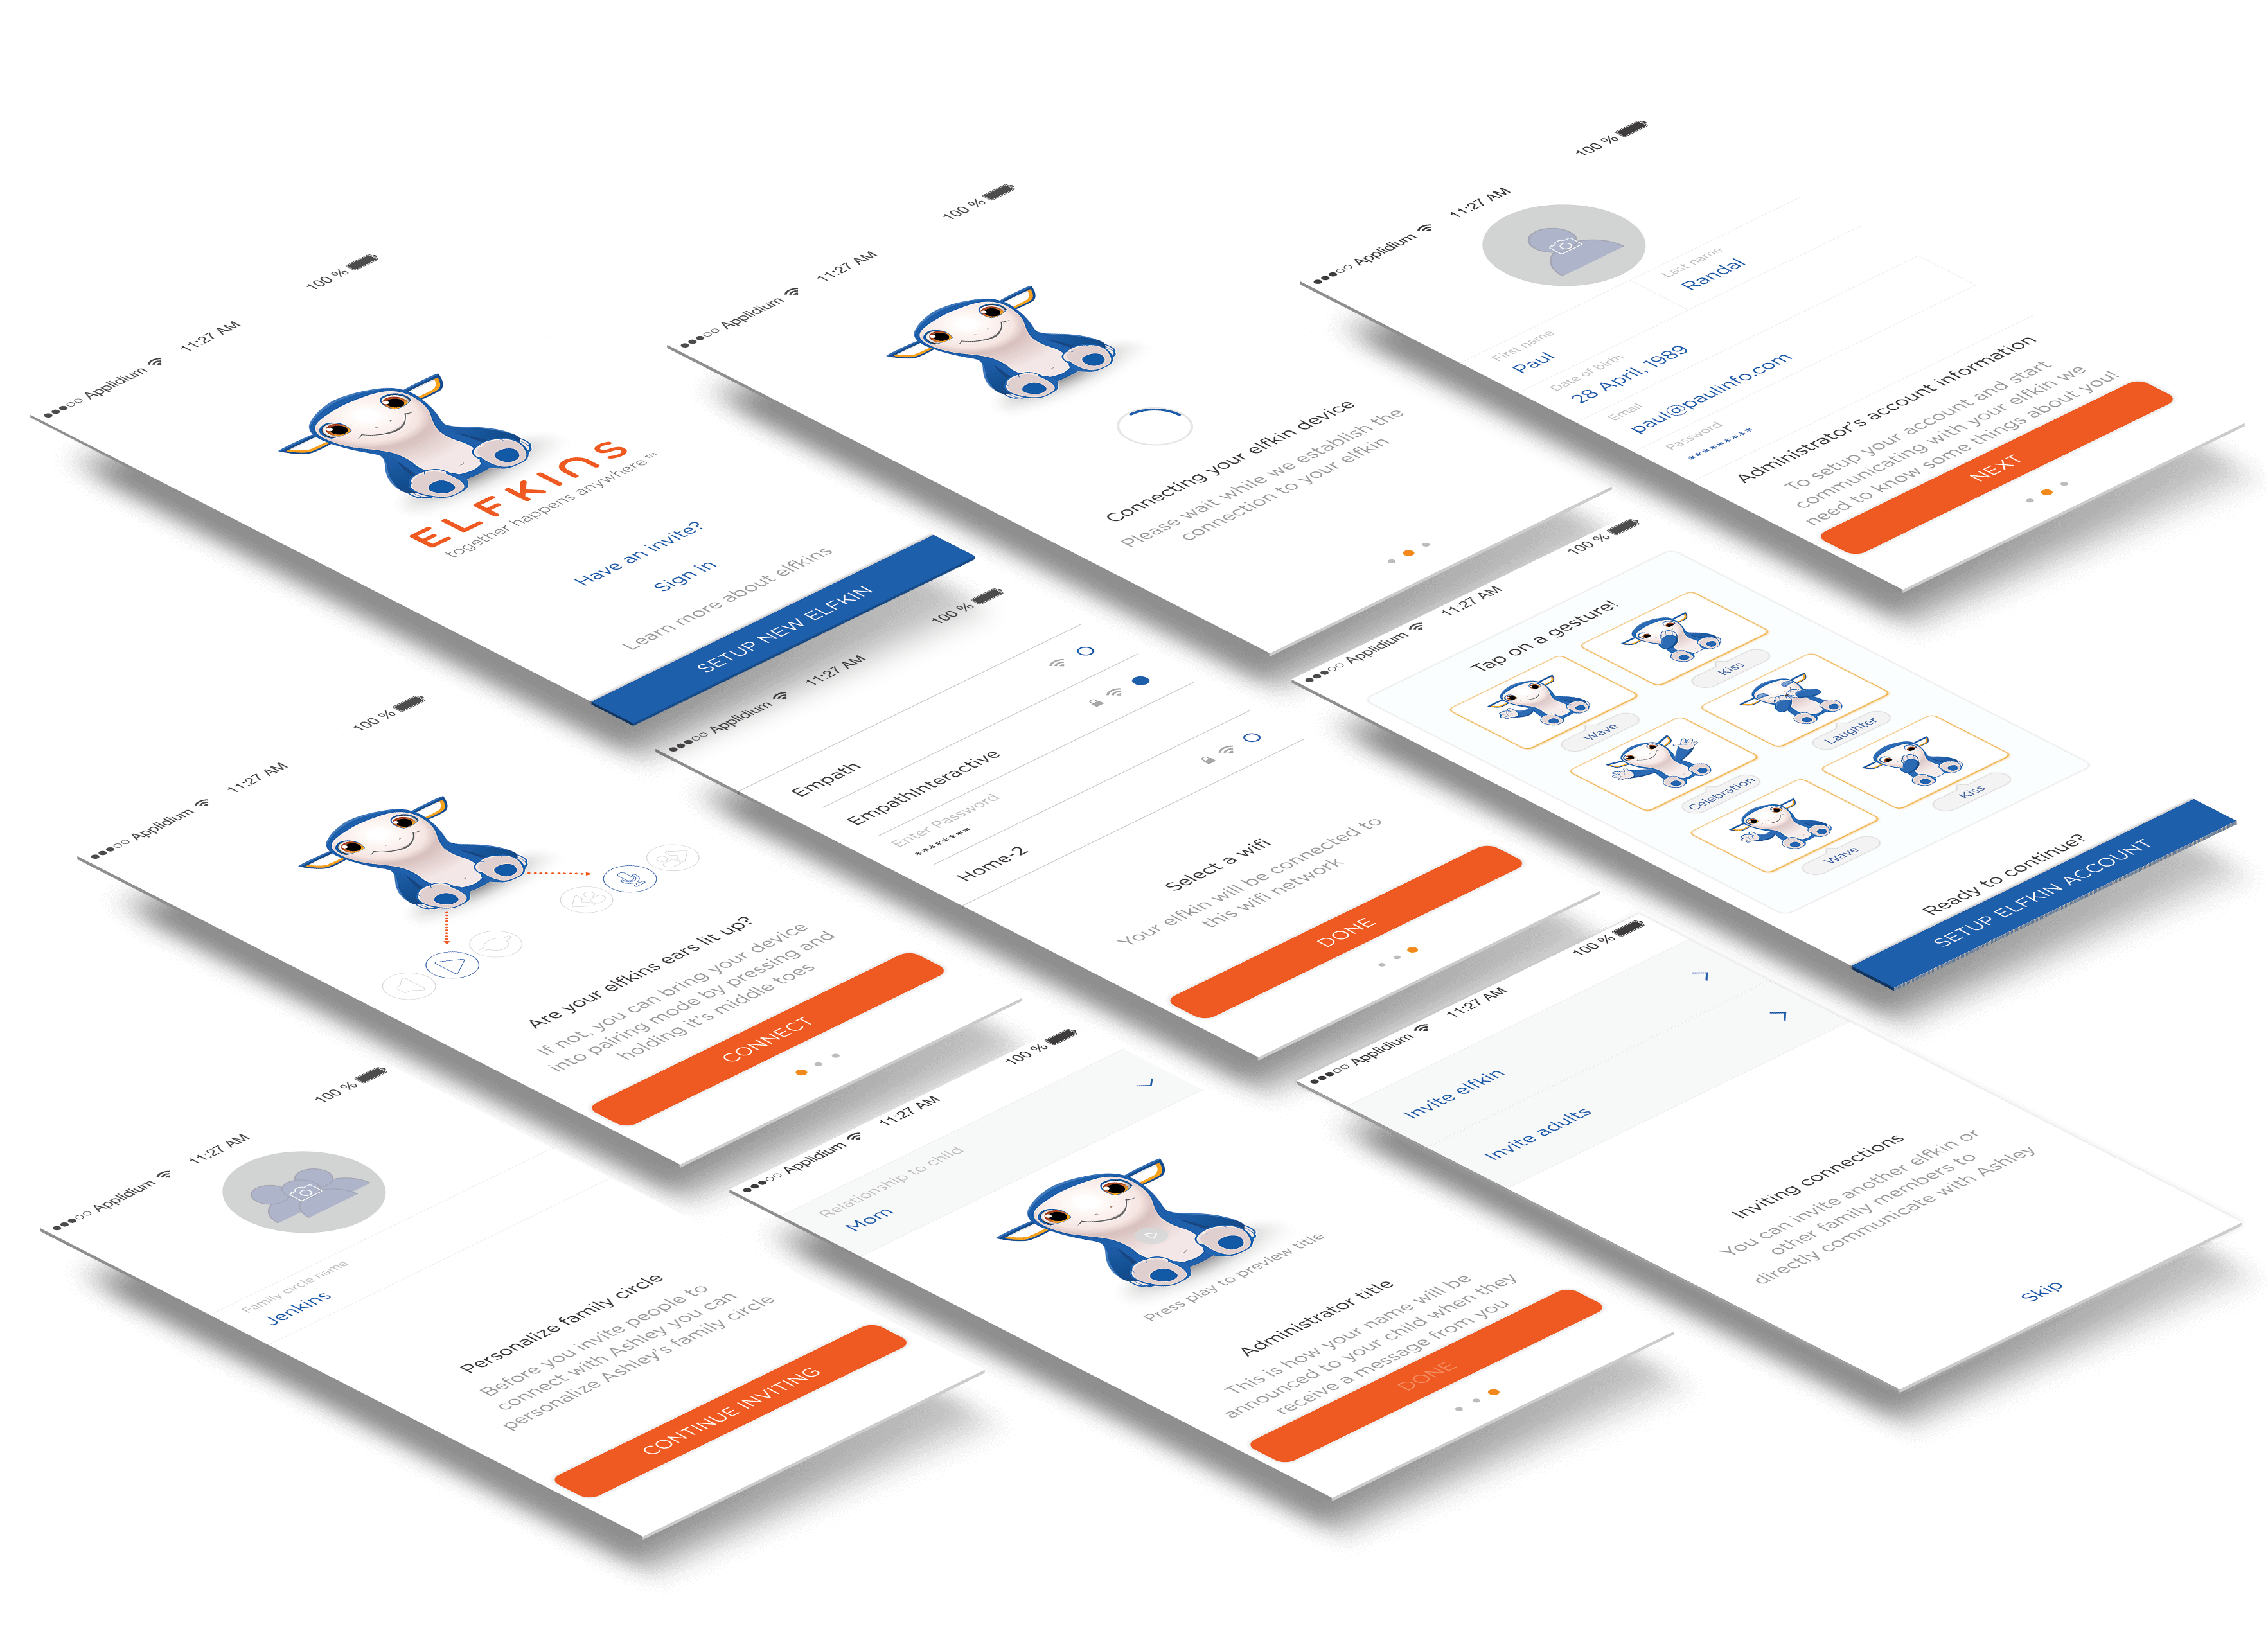 Applidium 11:27 AM 100 %
ELFKINS
together happens anywhere™
Have an invite?
Sign in
Learn more about elfkins
SETUP NEW ELFKIN
Applidium 11:27 AM 100 %
Connecting your elfkin device
Please wait while we establish the
connection to your elfkin
Applidium 11:27 AM 100 %
First name
Paul
Last name
Randal
Date of birth
28 April, 1989
Email
paul@paulinfo.com
Password
*********
Administrator's account information
To setup your account and start
communicating with your elfkin we
need to know some things about you!
NEXT
Applidium 11:27 AM 100 %
Are your elfkins ears lit up?
If not, you can bring your device
into pairing mode by pressing and
holding it's middle toes
CONNECT
Applidium 11:27 AM 100 %
Empath
EmpathInteractive
Enter Password
********
Home-2
Select a wifi
Your elfkin will be connected to
this wifi network
DONE
Applidium 11:27 AM 100 %
Tap on a gesture!
Wave
Kiss
Celebration
Laughter
Wave
Kiss
Ready to continue?
SETUP ELFKIN ACCOUNT
Applidium 11:27 AM 100 %
Family circle name
Jenkins
Personalize family circle
Before you invite people to
connect with Ashley you can
personalize Ashley's family circle
CONTINUE INVITING
Applidium 11:27 AM 100 %
Relationship to child
Mom
Press play to preview title
Administrator title
This is how your name will be
announced to your child when they
receive a message from you
DONE
Applidium 11:27 AM 100 %
Invite elfkin
Invite adults
Inviting connections
You can invite another elfkin or
other family members to
directly communicate with Ashley
Skip